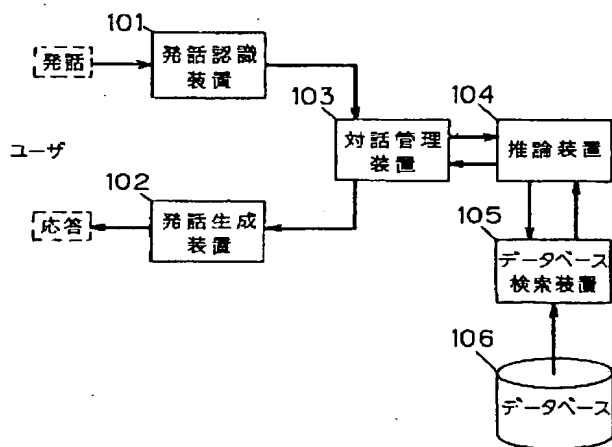 101
発話
発話認識
装置
103
104
対話管理
装置
推論装置
ユーザ
102
応答
発話生成
装置
105
データベース
検索装置
106
データベース